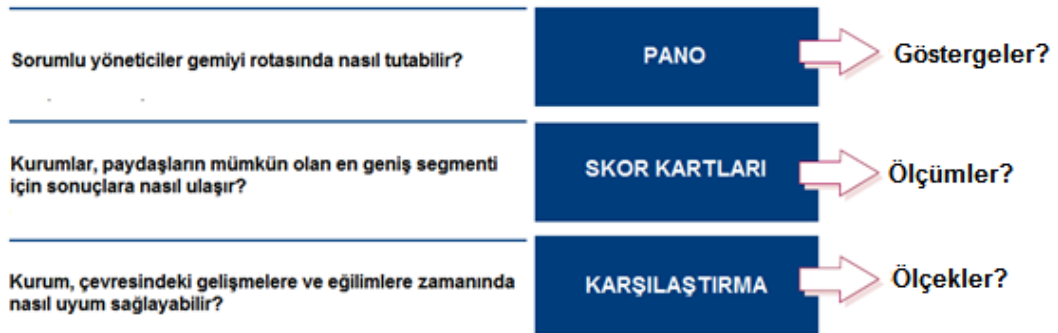 Sorumlu yöneticiler gemiyi rotasında nasıl tutabilir?
PANO
Göstergeler?
Kurumlar, paydaşların mümkün olan en geniş segmenti
için sonuçlara nasıl ulaşır?
SKOR KARTLARI
Ölçümler?
Kurum, çevresindeki gelişmelere ve eğilimlere zamanında
nasıl uyum sağlayabilir?
KARŞILAŞTIRMA
Ölçekler?